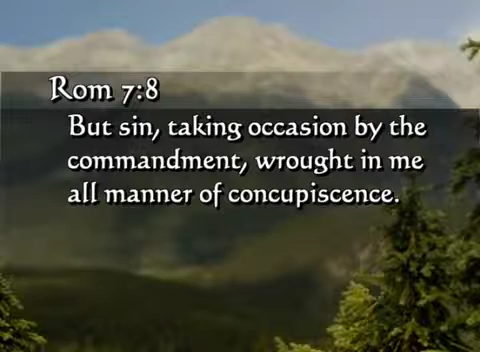 Rom 7:8
But sin, taking occasion by the
commandment, wrought in me
all manner of concupiscence.